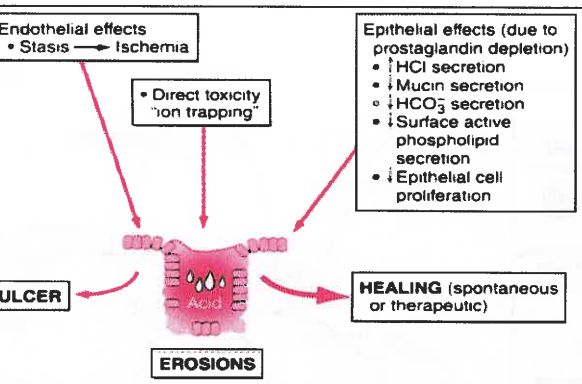 Endothelial effects
• Stasis → Ischemia
• Direct toxicity
"ion trapping"
Epithelial effects (due to
prostaglandin depletion)
• ↑HCl secretion
• ↓Mucin secretion
• ↓HCO₃⁻ secretion
• ↓Surface active
phospholipid
secretion
• ↓Epithelial cell
proliferation
Acid
ULCER
HEALING (spontaneous
or therapeutic)
EROSIONS